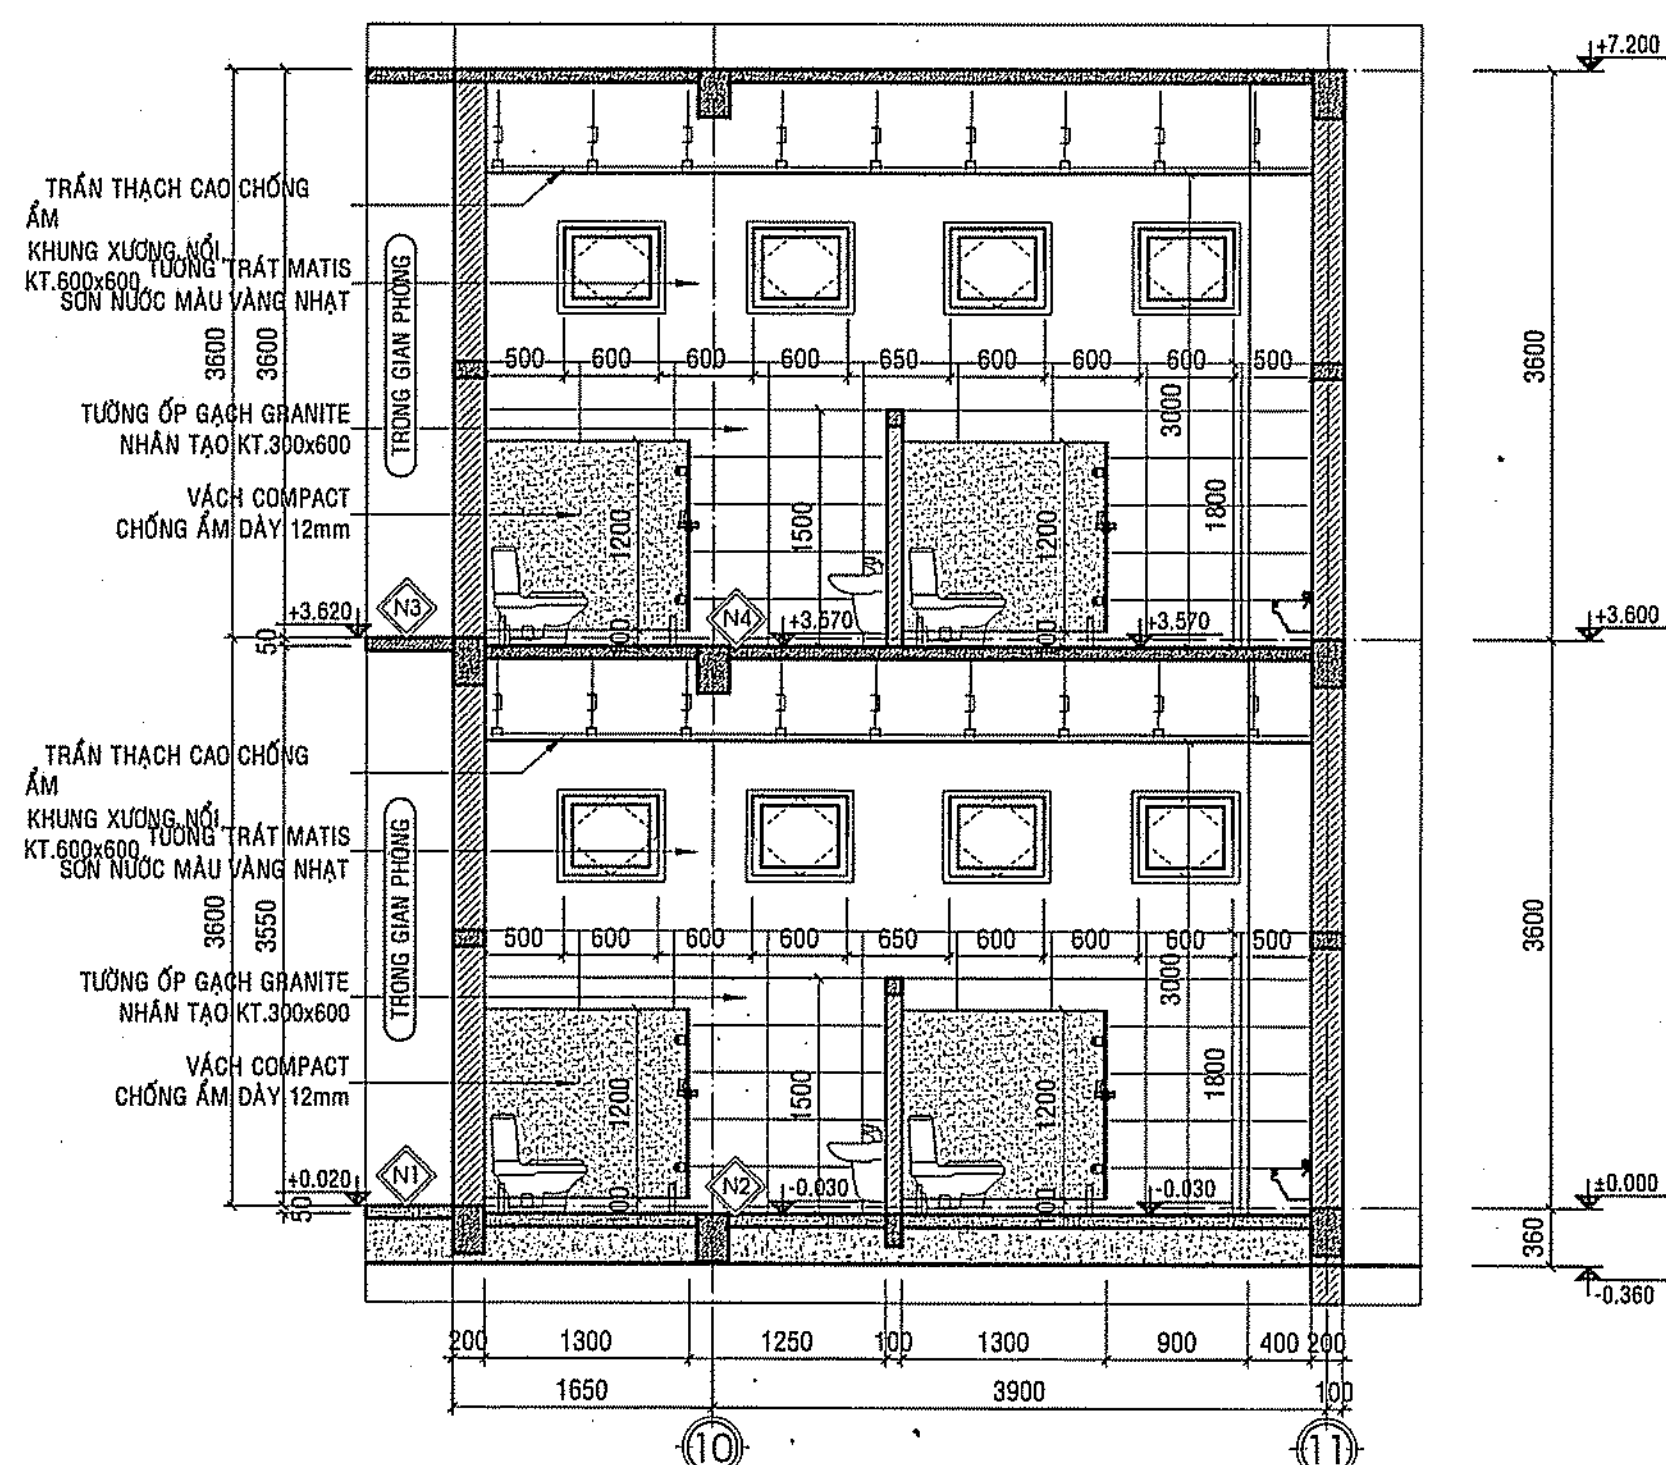 +7.200
TRẦN THẠCH CAO CHỐNG
ẨM
KHUNG XƯƠNG NỔI
KT.600x600
TƯỜNG TRÁT MATIS
SƠN NƯỚC MÀU VÀNG NHẠT
TRONG GIAN PHÒNG
3600 3600
3600
500 600 600 600 650 600 600 600 500
TƯỜNG ỐP GẠCH GRANITE
NHÂN TẠO KT.300x600
3000
VÁCH COMPACT
CHỐNG ẨM DÀY 12mm
1200 1500 1200 1800
N3
N4
+3.620
+3.570
+3.570
+3.600
50
100 100
TRẦN THẠCH CAO CHỐNG
ẨM
KHUNG XƯƠNG NỔI
KT.600x600
TƯỜNG TRÁT MATIS
SƠN NƯỚC MÀU VÀNG NHẠT
TRONG GIAN PHÒNG
3600 3550
3600
500 600 600 600 650 600 600 600 500
TƯỜNG ỐP GẠCH GRANITE
NHÂN TẠO KT.300x600
3000
VÁCH COMPACT
CHỐNG ẨM DÀY 12mm
1200 1500 1200 1800
N1
N2
+0.020
-0.030
-0.030
±0.000
50
100 100
360
-0.360
200 1300 1250 100 1300 900 400 200
1650 3900 100
10 11